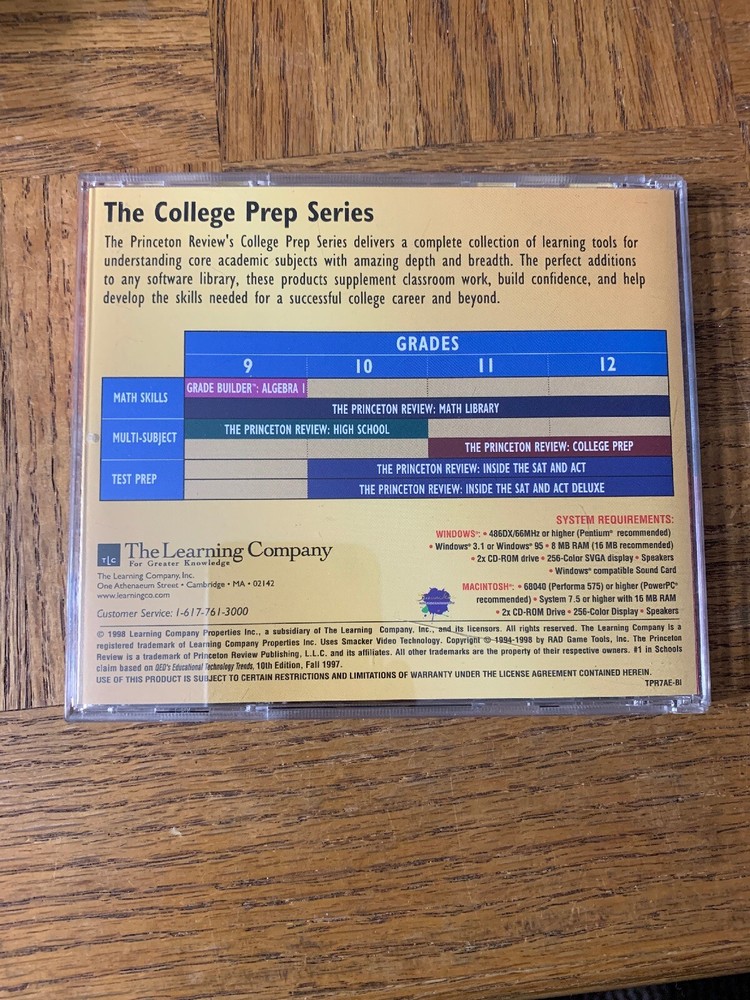 The College Prep Series
The Princeton Review's College Prep Series delivers a complete collection of learning tools for
understanding core academic subjects with amazing depth and breadth. The perfect additions
to any software library, these products supplement classroom work, build confidence, and help
develop the skills needed for a successful college career and beyond.
GRADES
9 10 11 12
MATH SKILLS
GRADE BUILDER™: ALGEBRA I
THE PRINCETON REVIEW: MATH LIBRARY
MULTI-SUBJECT
THE PRINCETON REVIEW: HIGH SCHOOL
THE PRINCETON REVIEW: COLLEGE PREP
TEST PREP
THE PRINCETON REVIEW: INSIDE THE SAT AND ACT
THE PRINCETON REVIEW: INSIDE THE SAT AND ACT DELUXE
TLC The Learning Company
For Greater Knowledge
The Learning Company, Inc.
One Athenaeum Street • Cambridge • MA • 02142
www.learningco.com
Customer Service: 1-617-761-3000
SYSTEM REQUIREMENTS:
WINDOWS®: • 486DX/66MHz or higher (Pentium® recommended)
• Windows® 3.1 or Windows® 95 • 8 MB RAM (16 MB recommended)
• 2x CD-ROM drive • 256-Color SVGA display • Speakers
• Windows® compatible Sound Card
MACINTOSH®: • 68040 (Performa 575) or higher (PowerPC®
recommended) • System 7.5 or higher with 16 MB RAM
• 2x CD-ROM Drive • 256-Color Display • Speakers
© 1998 Learning Company Properties Inc., a subsidiary of The Learning Company, Inc., and its licensors. All rights reserved. The Learning Company is a
registered trademark of Learning Company Properties Inc. Uses Smacker Video Technology. Copyright © 1994-1998 by RAD Game Tools, Inc. The Princeton
Review is a trademark of Princeton Review Publishing, L.L.C. and its affiliates. All other trademarks are the property of their respective owners. #1 in Schools
claim based on QED's Educational Technology Trends, 10th Edition, Fall 1997.
USE OF THIS PRODUCT IS SUBJECT TO CERTAIN RESTRICTIONS AND LIMITATIONS OF WARRANTY UNDER THE LICENSE AGREEMENT CONTAINED HEREIN.
TPR7AE-BI